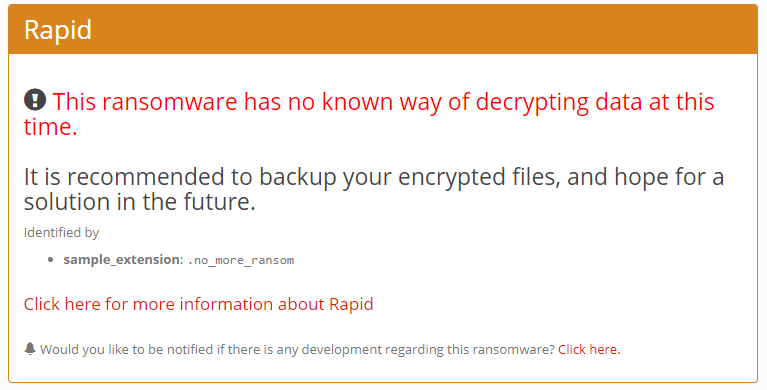 Rapid
This ransomware has no known way of decrypting data at this
time.
It is recommended to backup your encrypted files, and hope for a
solution in the future.
Identified by
• sample_extension: .no_more_ransom
Click here for more information about Rapid
Would you like to be notified if there is any development regarding this ransomware? Click here.